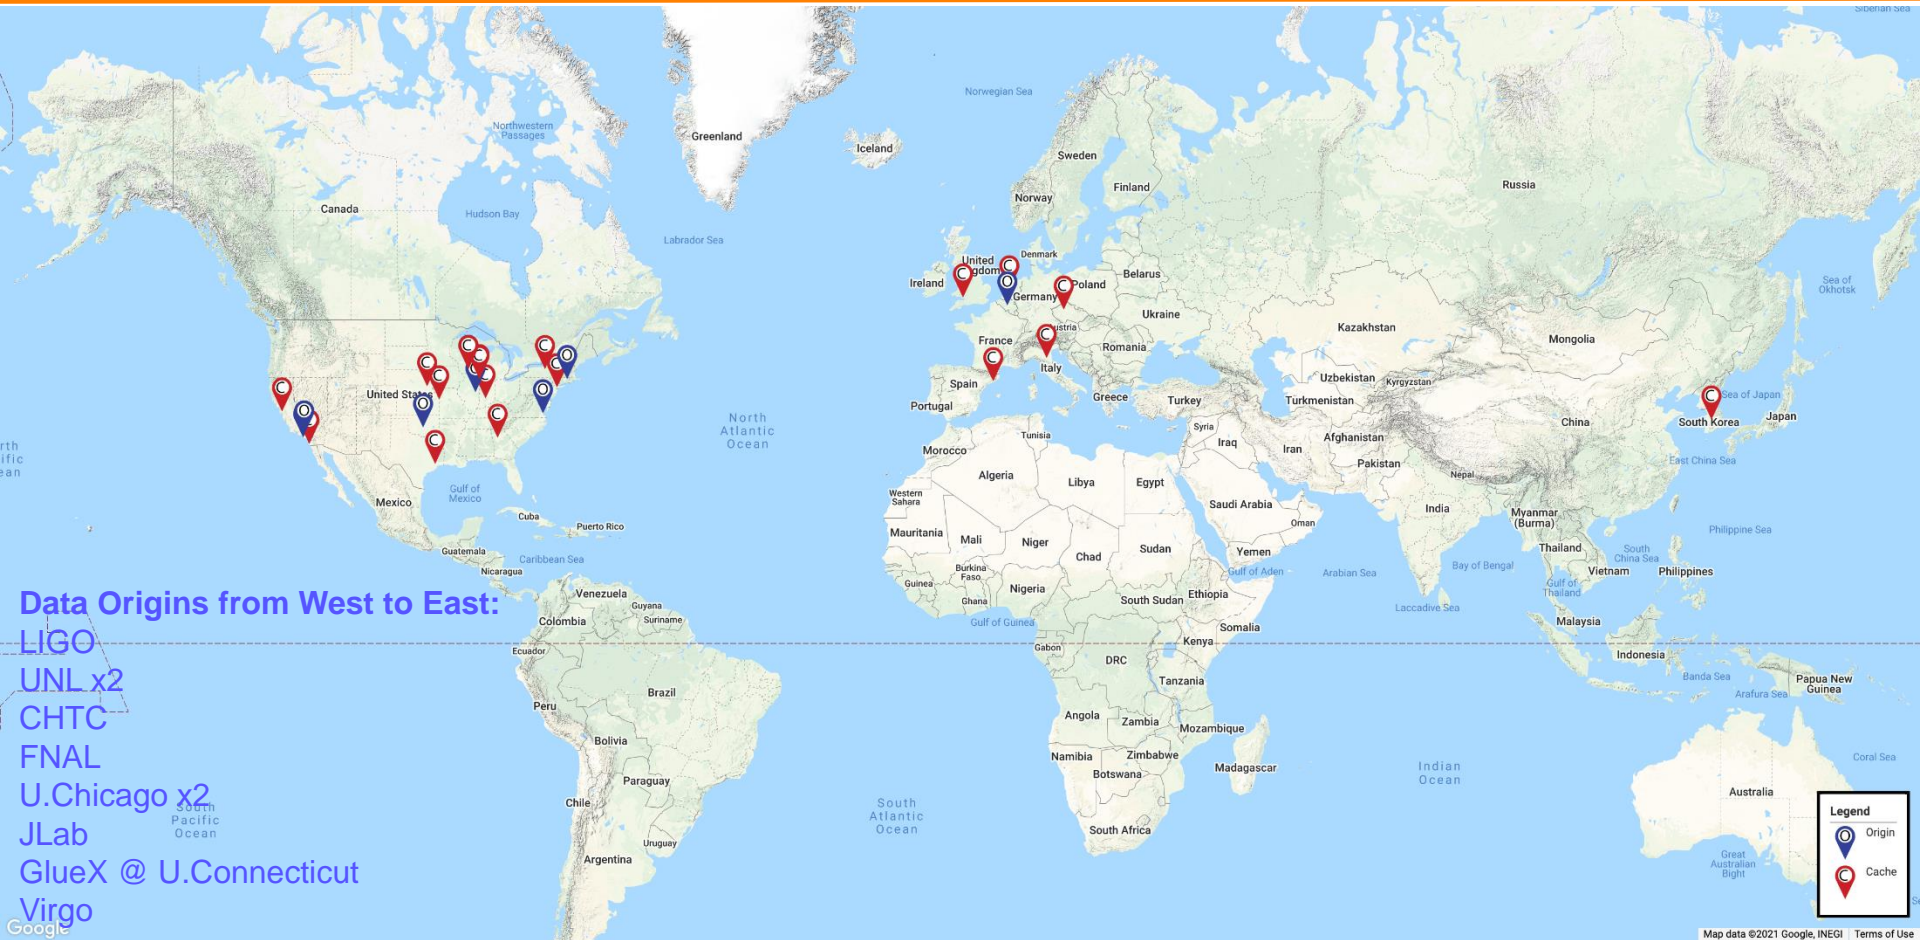 Siberian Sea
Norwegian Sea
Northwestern
Passages
Greenland
Iceland
Sweden
Finland
Russia
Norway
Canada
Hudson Bay
Labrador Sea
United
Denmark
Ireland
Belarus
Poland
Germany
Sea of
Okhotsk
Ukraine
Kazakhstan
Mongolia
France
Romania
Italy
Uzbekistan
Kyrgyzstan
Spain
United States
Greece
Turkey
Turkmenistan
Sea of Japan
Portugal
North
Atlantic
Ocean
China
South Korea
Japan
Tunisia
Syria
Iraq
Iran
Afghanistan
Morocco
Pakistan
East China Sea
Algeria
Libya
Egypt
Nepal
Gulf of
Mexico
Mexico
Western
Sahara
Saudi Arabia
India
Myanmar
(Burma)
Cuba
Puerto Rico
Oman
Mauritania
Mali
Niger
Chad
Sudan
Yemen
Thailand
South
China Sea
Philippine Sea
Guatemala
Caribbean Sea
Nicaragua
Burkina
Faso
Gulf of Aden
Arabian Sea
Bay of Bengal
Vietnam
Philippines
Guinea
Nigeria
Ethiopia
Gulf of
Thailand
Venezuela
Guyana
Ghana
South Sudan
Laccadive Sea
Colombia
Suriname
Gulf of Guinea
Somalia
Malaysia
Ecuador
Gabon
DRC
Kenya
Indonesia
Tanzania
Banda Sea
Papua New
Guinea
Arafura Sea
Brazil
Peru
Angola
Zambia
Mozambique
Bolivia
Namibia
Zimbabwe
Botswana
Madagascar
Indian
Ocean
Coral Sea
Paraguay
Chile
South
Atlantic
Ocean
Australia
South Africa
Uruguay
Argentina
Great
Australian
Bight
South
Pacific
Ocean
Data Origins from West to East:
LIGO
UNL x2
CHTC
FNAL
U.Chicago x2
JLab
GlueX @ U.Connecticut
Virgo
Google
Legend
O Origin
C Cache
Map data ©2021 Google, INEGI Terms of Use